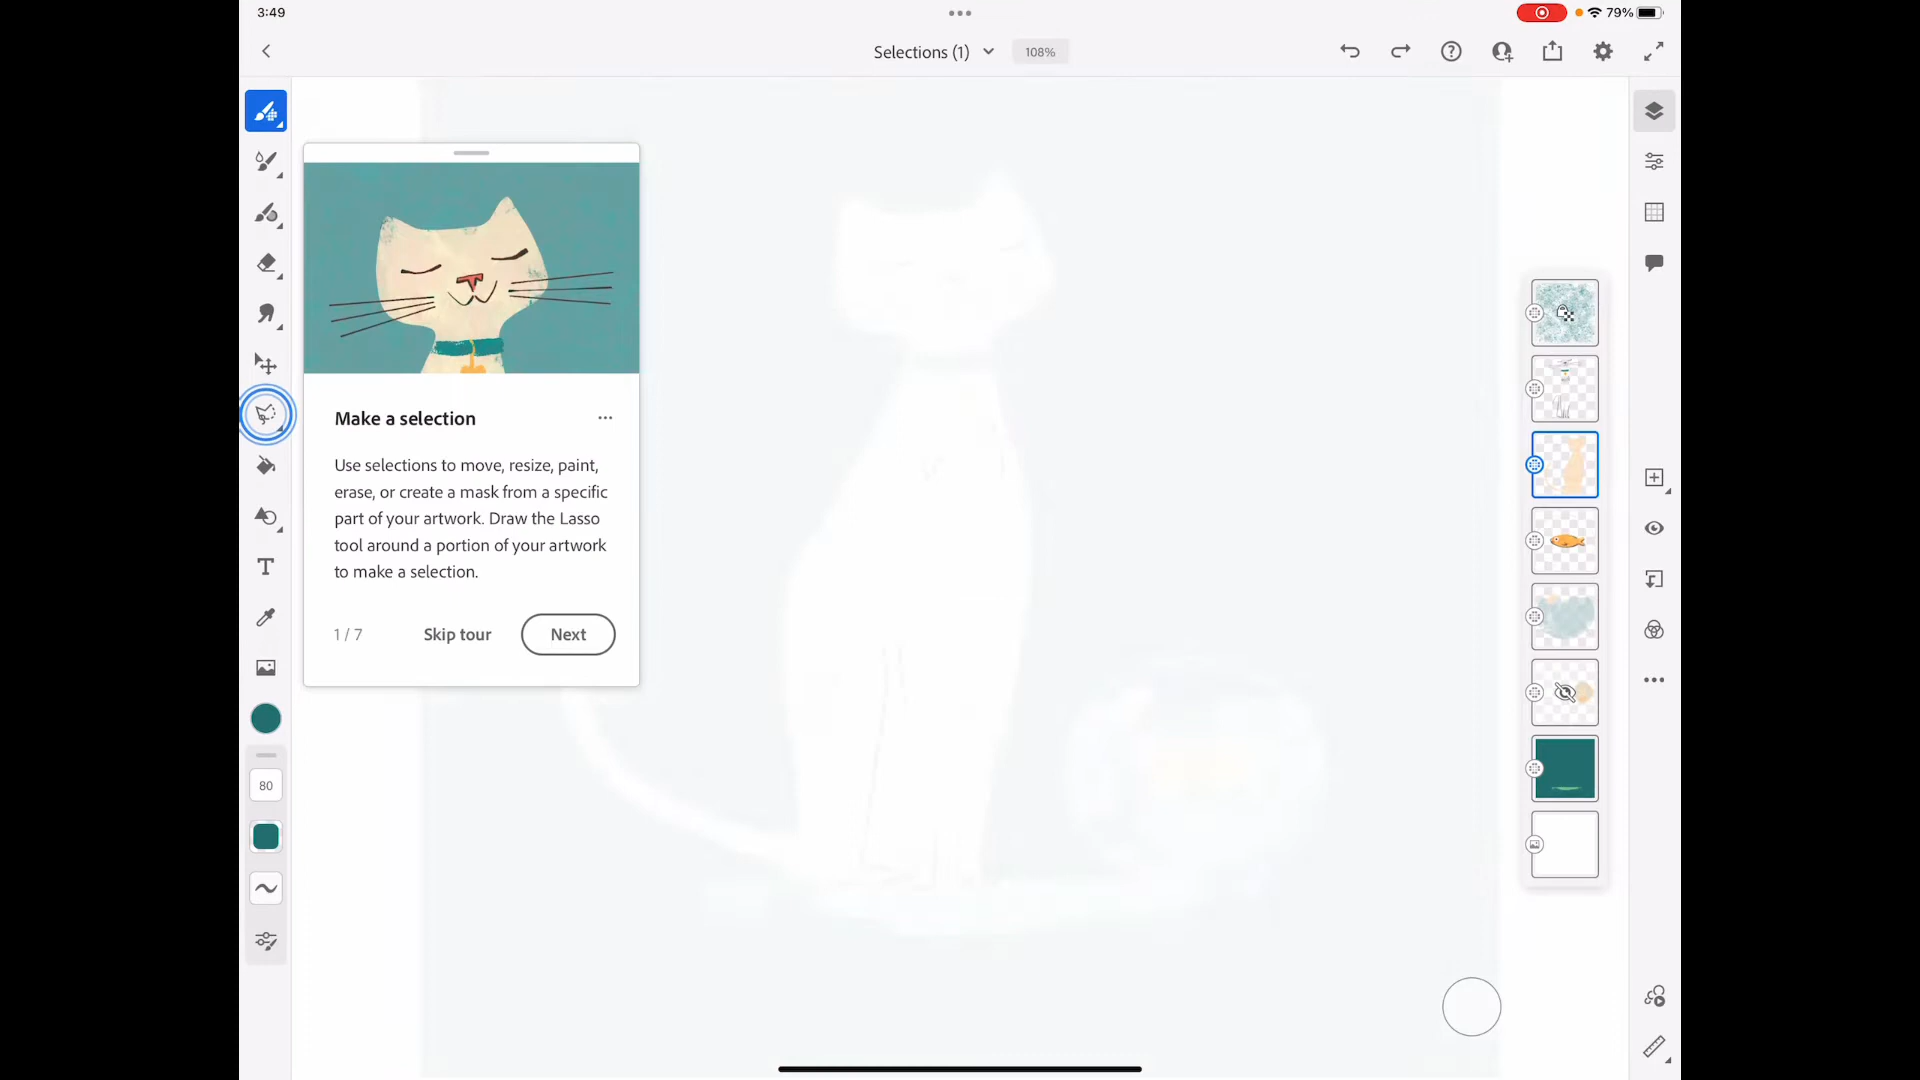 3:49
79%
Selections (1)
108%
Make a selection
Use selections to move, resize, paint,
erase, or create a mask from a specific
part of your artwork. Draw the Lasso
tool around a portion of your artwork
to make a selection.
1 / 7
Skip tour
Next
80